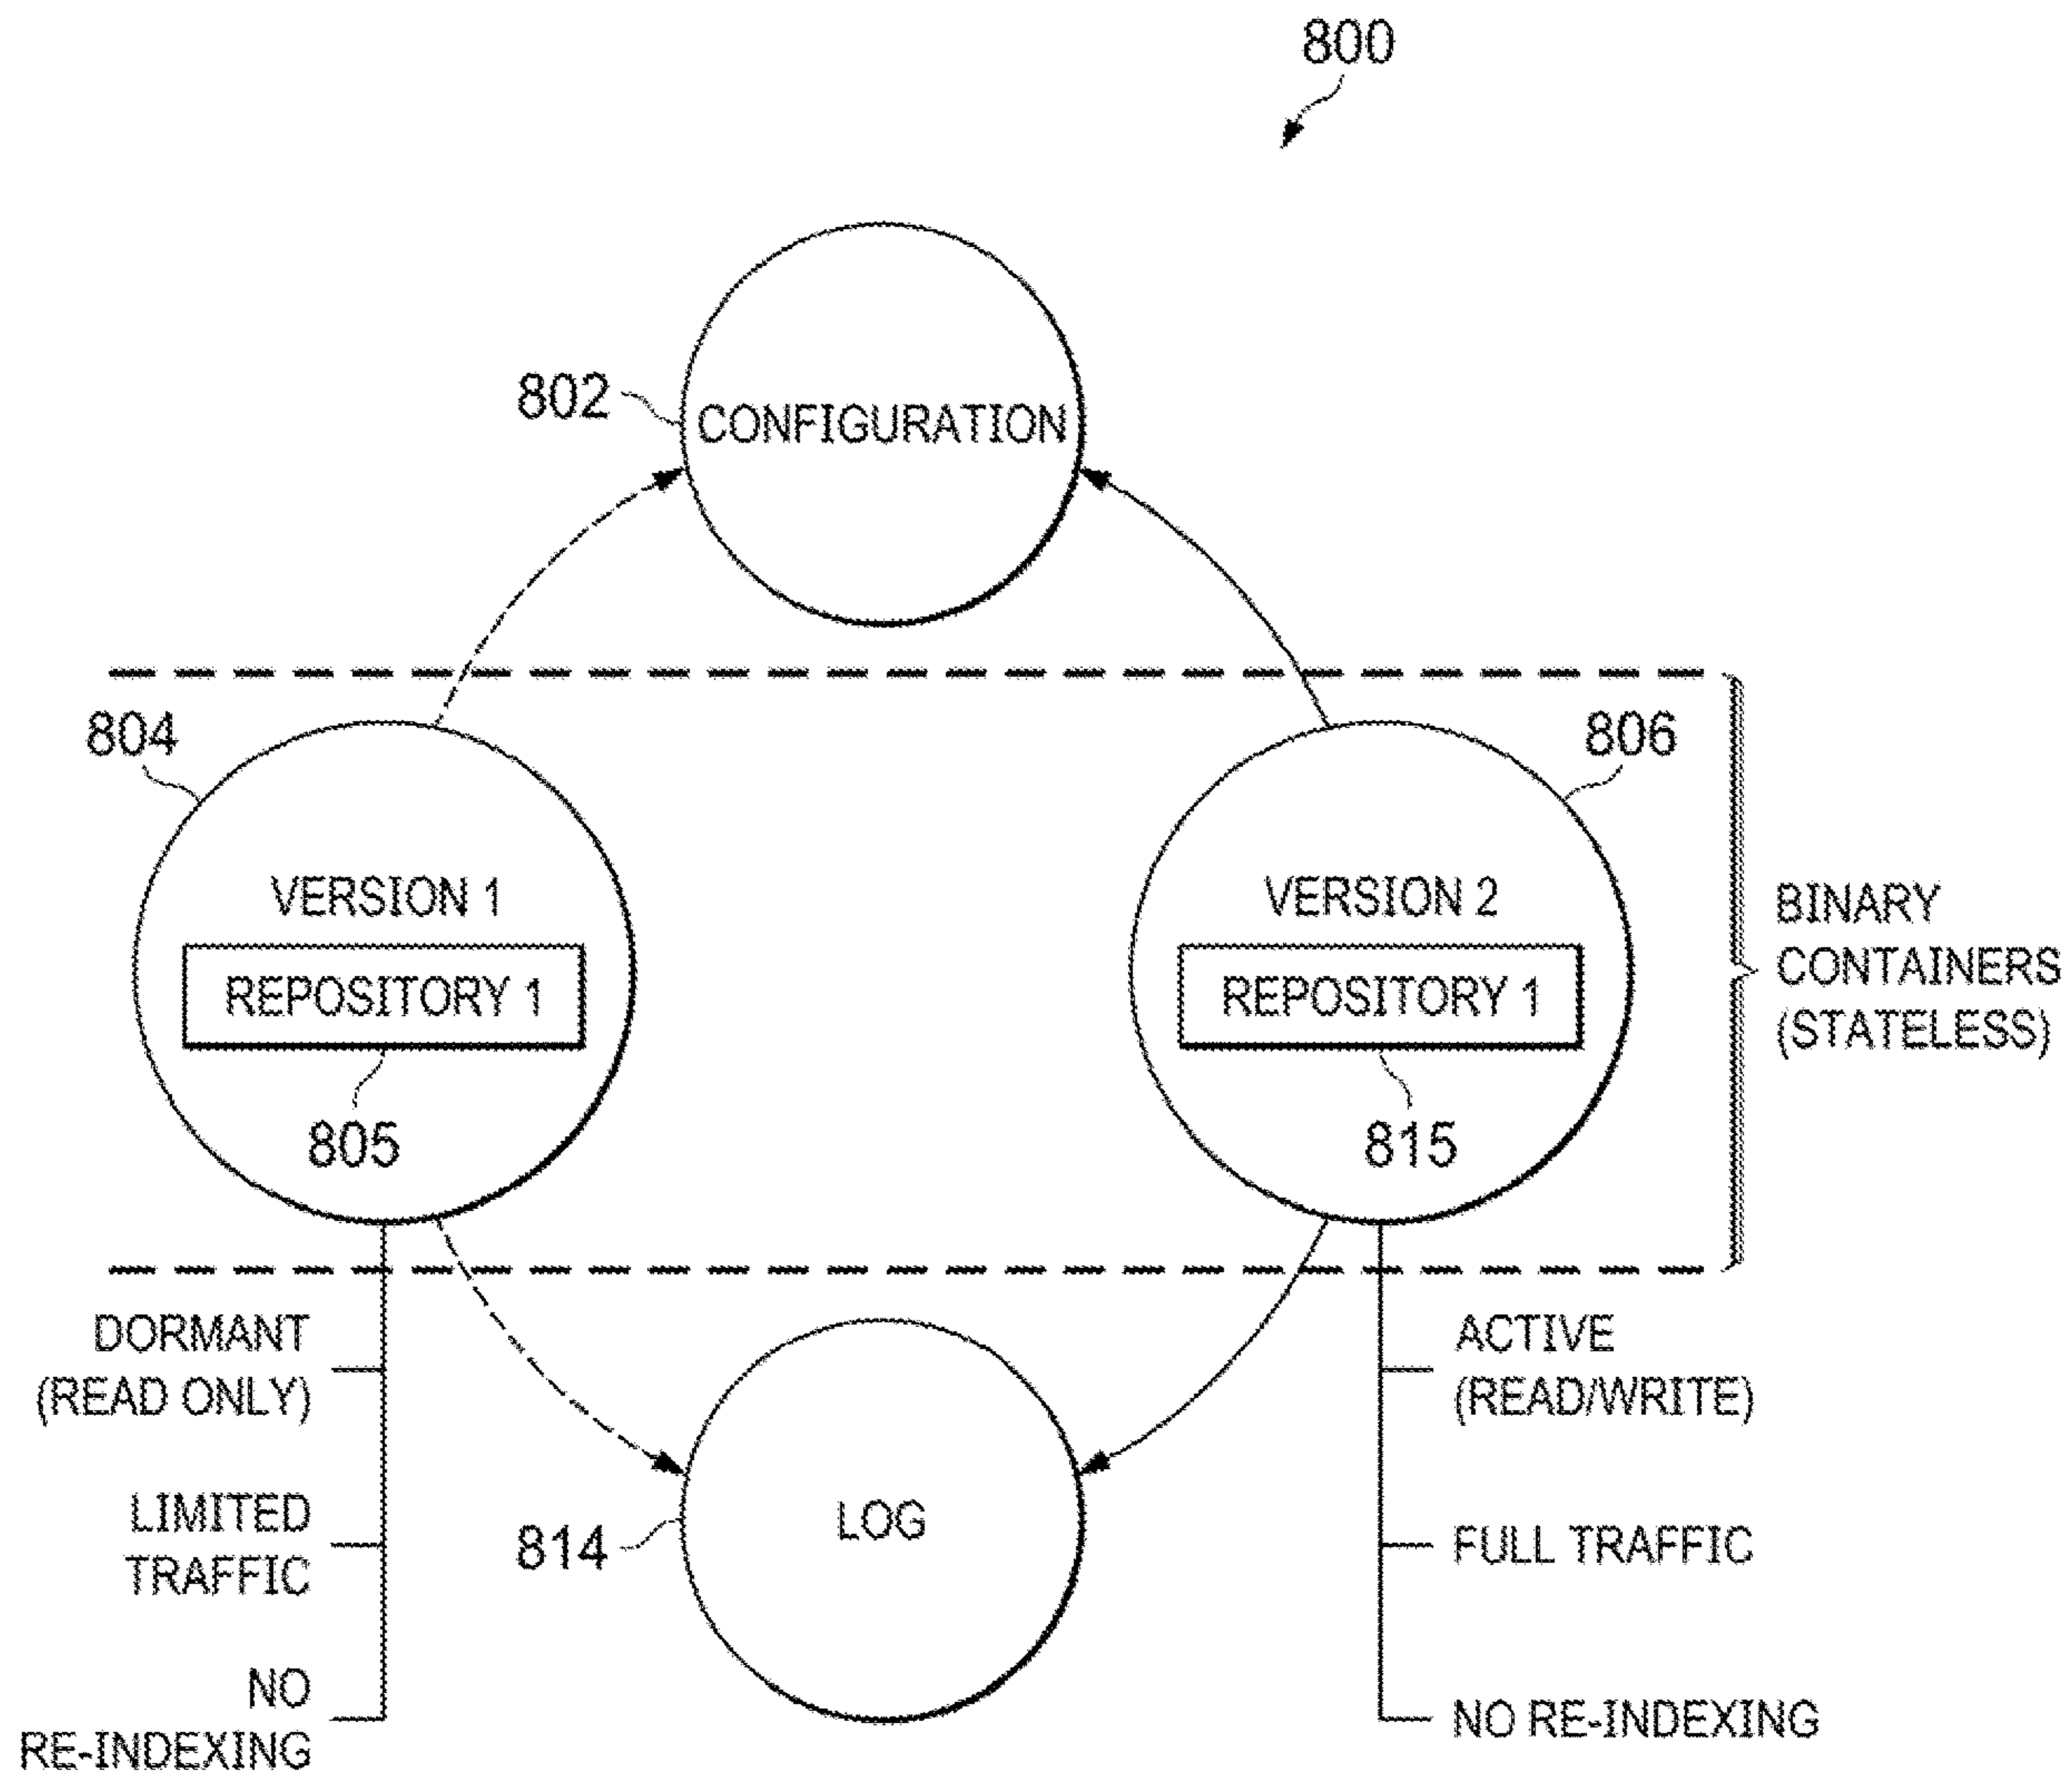 800
802
CONFIGURATION
804
806
VERSION 1
REPOSITORY 1
805
VERSION 2
REPOSITORY 1
815
BINARY
CONTAINERS
(STATELESS)
DORMANT
(READ ONLY)
LIMITED
TRAFFIC
NO
RE-INDEXING
814
LOG
ACTIVE
(READ/WRITE)
FULL TRAFFIC
NO RE-INDEXING